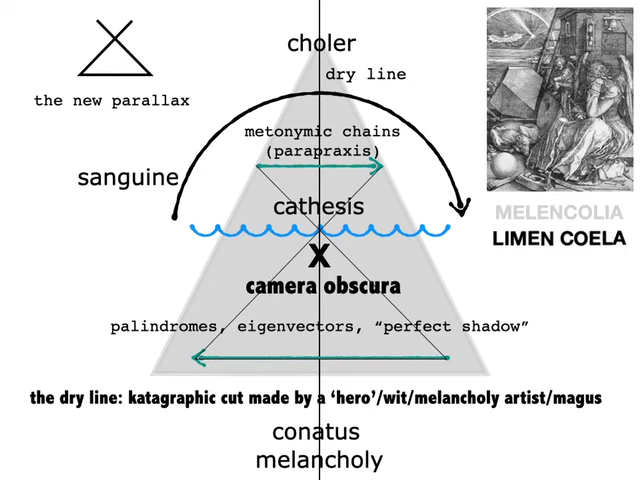 choler
dry line
the new parallax
metonymic chains
(parapraxis)
sanguine
cathesis
MELENCOLIA
LIMEN COELA
X
camera obscura
palindromes, eigenvectors, “perfect shadow”
the dry line: katagraphic cut made by a ‘hero’/wit/melancholy artist/magus
conatus
melancholy